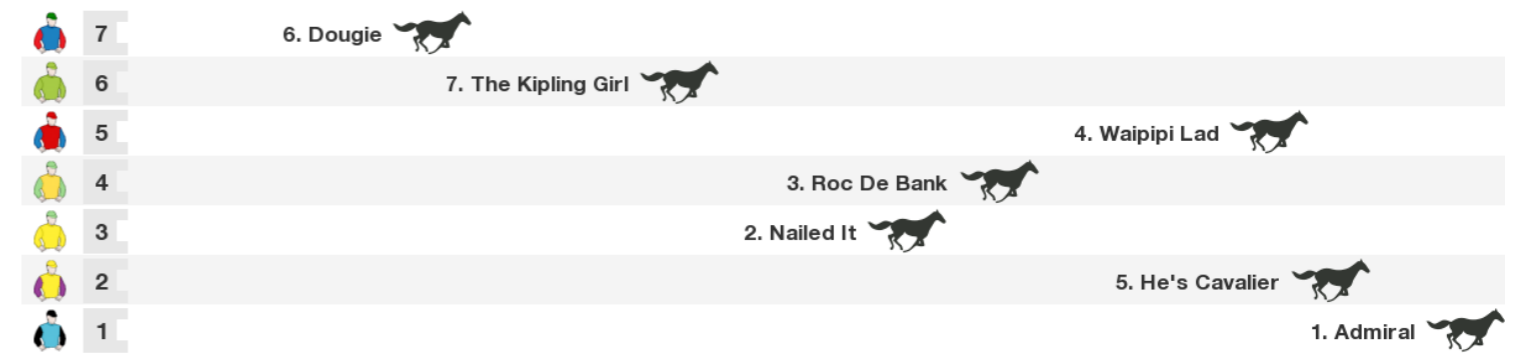 7 6. Dougie
6 7. The Kipling Girl
5 4. Waipipi Lad
4 3. Roc De Bank
3 2. Nailed It
2 5. He's Cavalier
1 1. Admiral